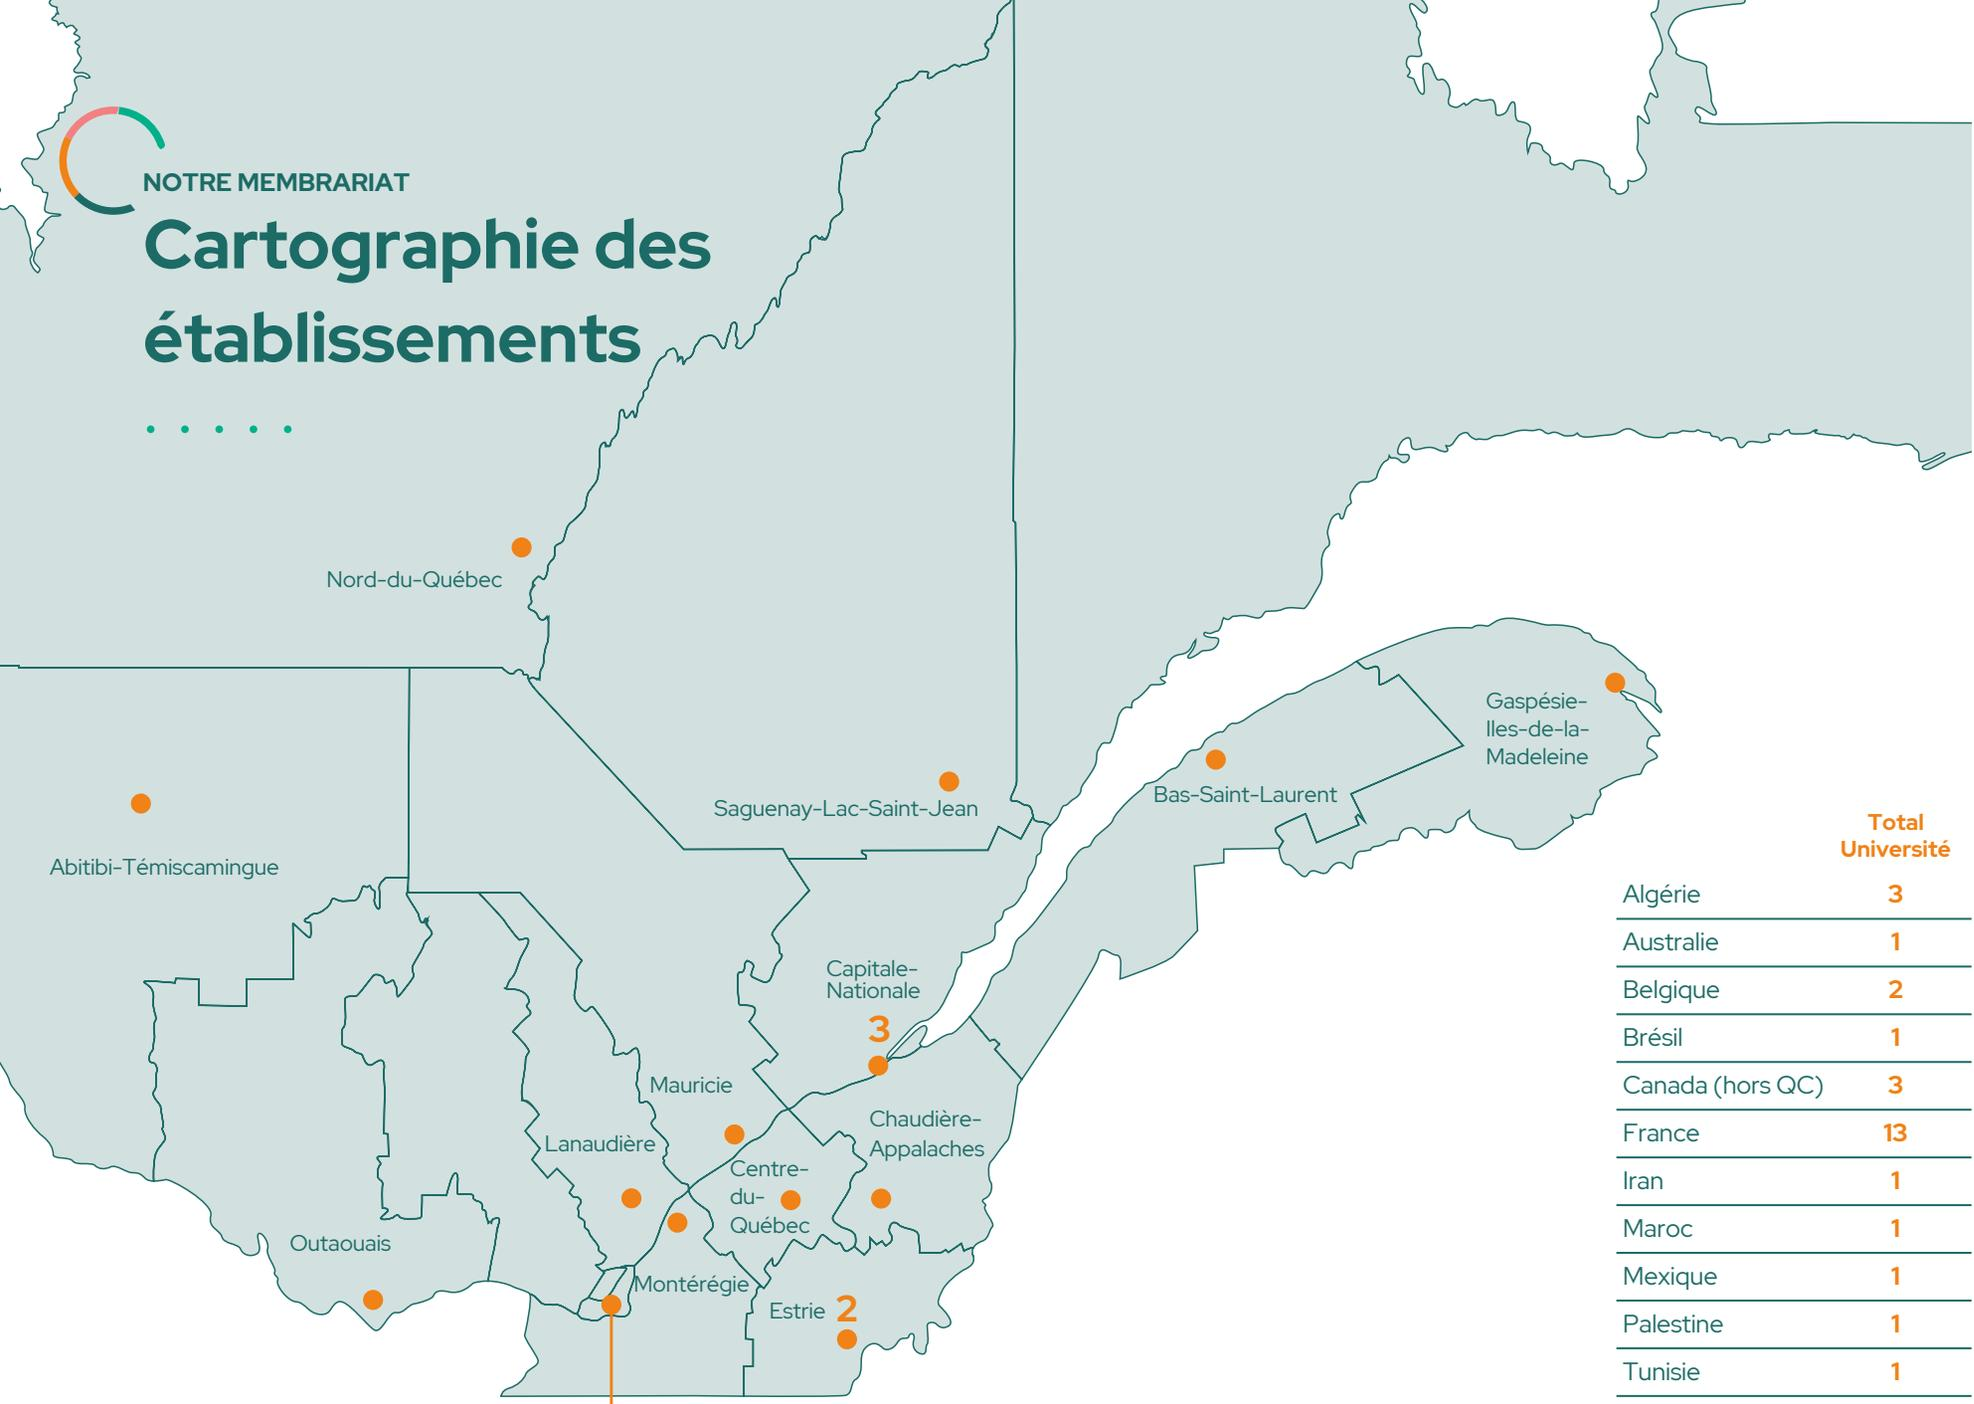 NOTRE MEMBRARIAT
Cartographie des
établissements
Nord-du-Québec
Gaspésie-
Iles-de-la-
Madeleine
Bas-Saint-Laurent
Saguenay-Lac-Saint-Jean
Abitibi-Témiscamingue
Capitale-
Nationale
3
Mauricie
Chaudière-
Appalaches
Lanaudière
Centre-
du-
Québec
Outaouais
Montérégie
Estrie 2
Total
Université
Algérie 3
Australie 1
Belgique 2
Brésil 1
Canada (hors QC) 3
France 13
Iran 1
Maroc 1
Mexique 1
Palestine 1
Tunisie 1